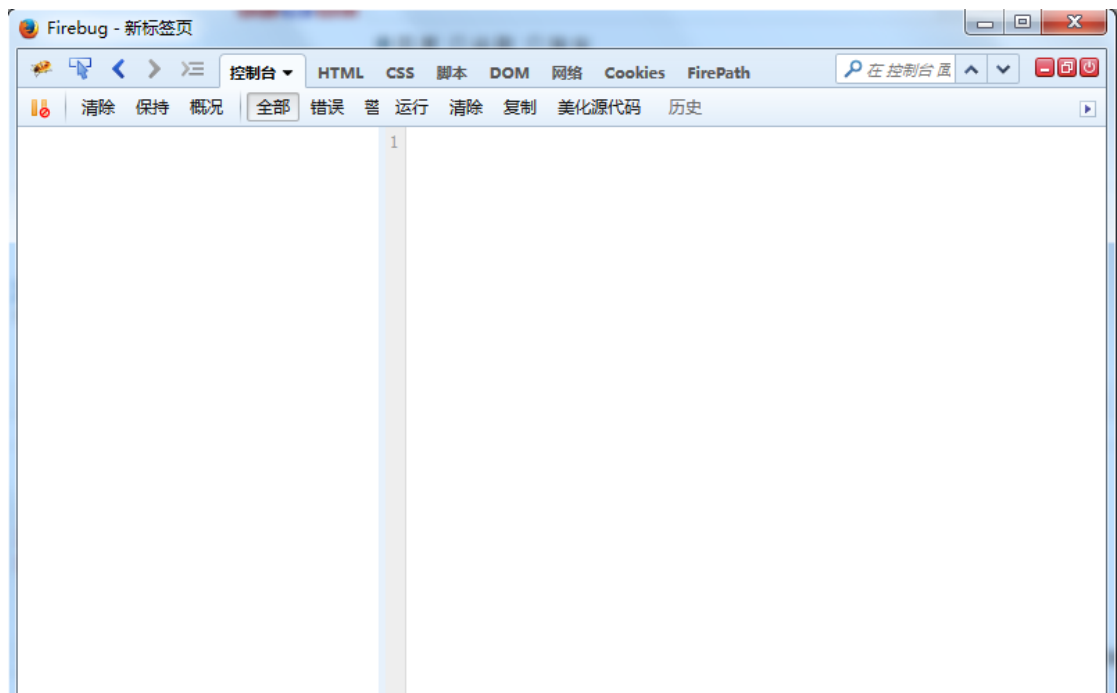 Firebug - 新标签页
控制台 HTML CSS 脚本 DOM 网络 Cookies FirePath 在 控制台 面
清除 保持 概况 全部 错误 警 运行 清除 复制 美化源代码 历史
1